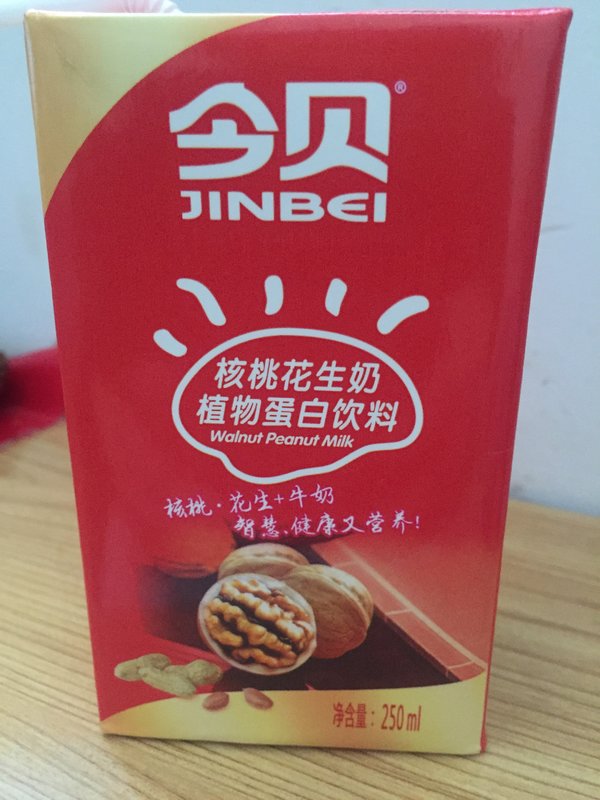 今贝®
JINBEI
核桃花生奶
植物蛋白饮料
Walnut Peanut Milk
核桃·花生+牛奶
智慧、健康又营养!
净含量:250ml